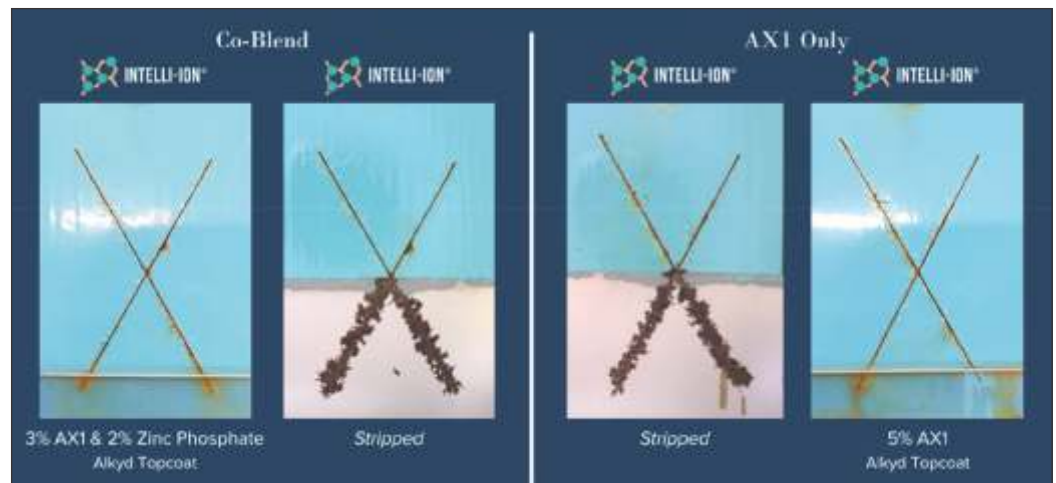 Co-Blend
INTELLI-ION®
INTELLI-ION®
3% AX1 & 2% Zinc Phosphate
Alkyd Topcoat
Stripped
AX1 Only
INTELLI-ION®
INTELLI-ION®
Stripped
5% AX1
Alkyd Topcoat